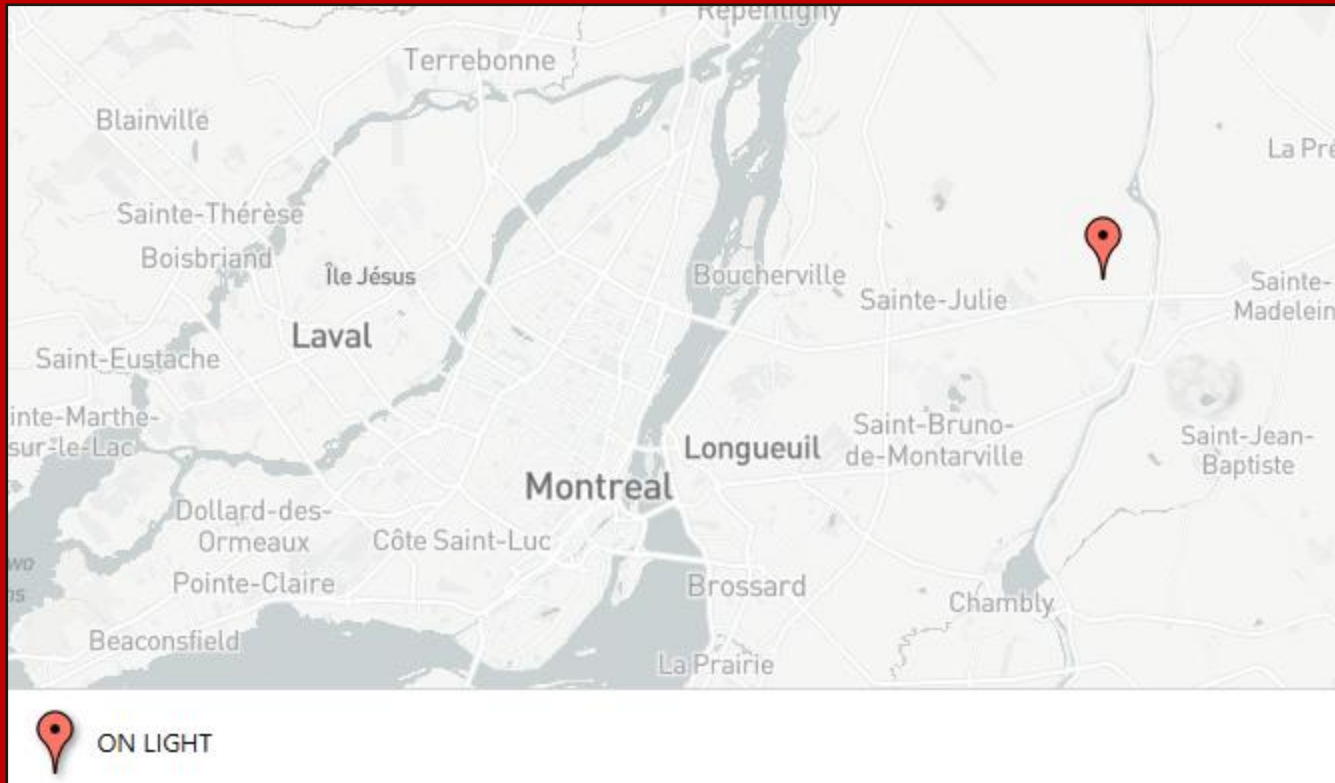 Repentigny
Terrebonne
Blainville
La Pré
Sainte-Thérèse
Boisbriand
Île Jésus
Boucherville
Sainte-Julie
Sainte-
Madelein
Laval
Saint-Eustache
inte-Marthe-
sur-le-Lac
Longueuil
Saint-Bruno-
de-Montarville
Saint-Jean-
Baptiste
Montreal
Dollard-des-
Ormeaux
Côte Saint-Luc
wo
Pointe-Claire
Brossard
Chambly
Beaconsfield
La Prairie
ON LIGHT